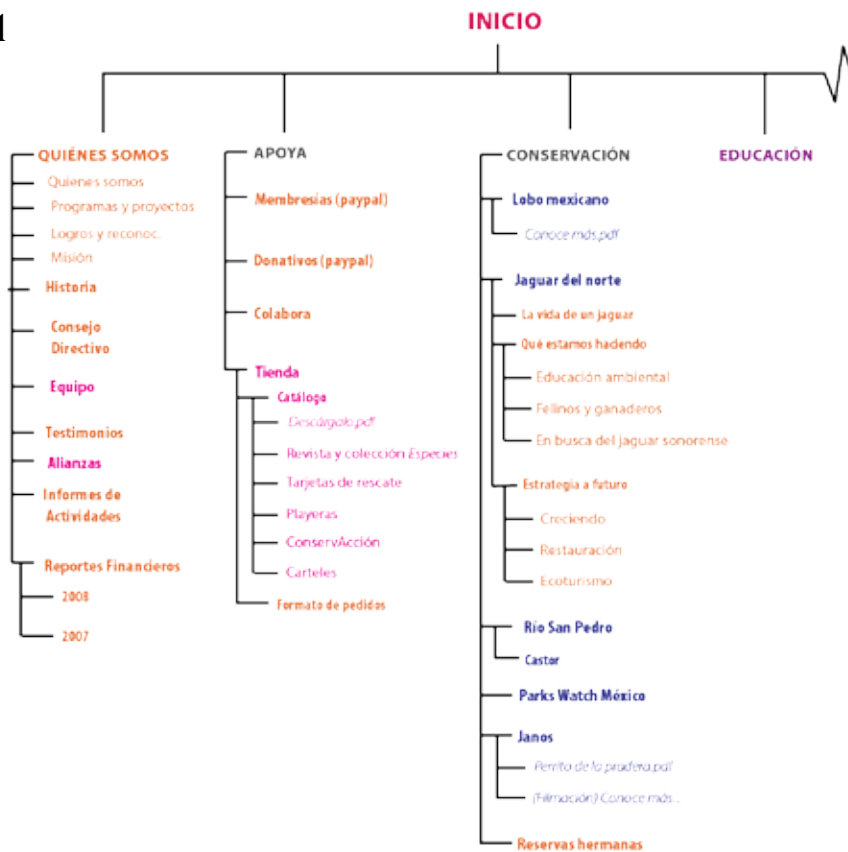 1
INICIO
QUIÉNES SOMOS
Quienes somos
Programas y proyectos
Logros y reconoc.
Misión
Historia
Consejo
Directivo
Equipo
Testimonios
Alianzas
Informes de
Actividades
Reportes Financieros
2008
2007
APOYA
Membresías (paypal)
Donativos (paypal)
Colabora
Tienda
Catálogo
Descárgalo.pdf
Revista y colección Especies
Tarjetas de rescate
Playeras
ConservAcción
Carteles
Formato de pedidos
CONSERVACIÓN
Lobo mexicano
Conoce más.pdf
Jaguar del norte
La vida de un jaguar
Qué estamos haciendo
Educación ambiental
Felinos y ganaderos
En busca del jaguar sonorense
Estrategia a futuro
Creciendo
Restauración
Ecoturismo
Río San Pedro
Castor
Parks Watch México
Janos
Perrito de la pradera.pdf
(Filmación) Conoce más..
Reservas hermanas
EDUCACIÓN